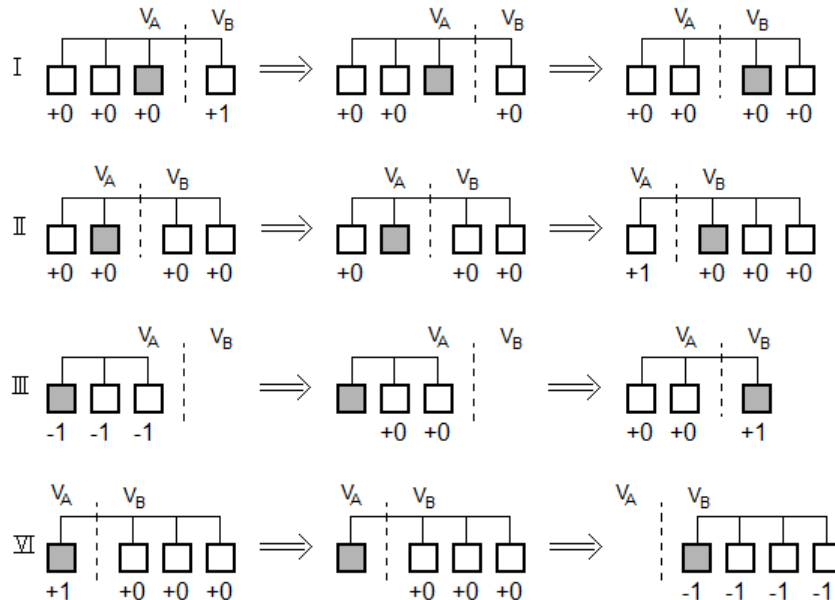 V_A V_B V_A V_B V_A V_B
I
+0 +0 +0 +1 +0 +0 +0 +0 +0 +0 +0
V_A V_B V_A V_B V_A V_B
II
+0 +0 +0 +0 +0 +0 +0 +1 +0 +0 +0
V_A V_B V_A V_B V_A V_B
III
-1 -1 -1 +0 +0 +0 +0 +1
V_A V_B V_A V_B V_A V_B
VI
+1 +0 +0 +0 +0 +0 +0 -1 -1 -1 -1